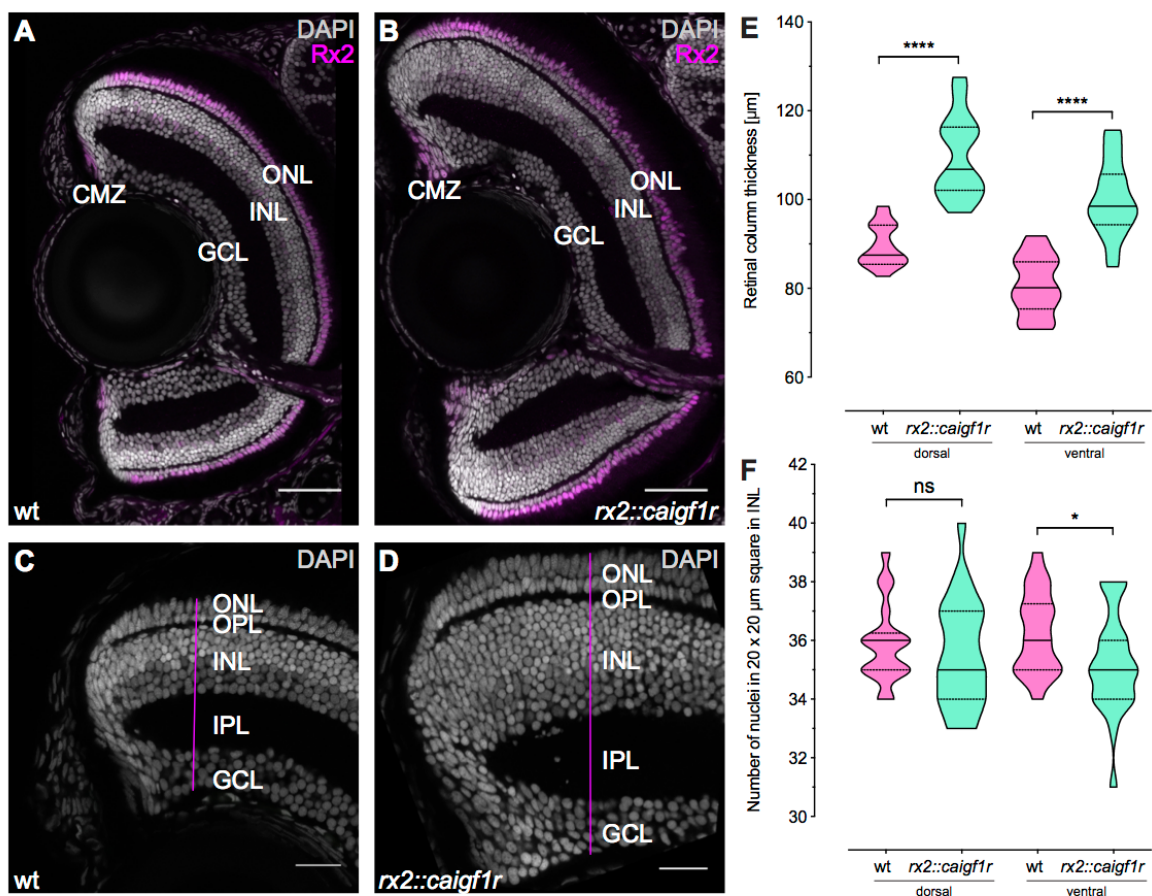 A
DAPI
Rx2
ONL
INL
CMZ
GCL
wt
B
DAPI
Rx2
ONL
INL
CMZ
GCL
rx2::caigf1r
C
DAPI
ONL
OPL
INL
IPL
GCL
wt
D
DAPI
ONL
OPL
INL
IPL
GCL
rx2::caigf1r
E
Retinal column thickness [µm]
140
120
100
80
60
****
****
wt rx2::caigf1r wt rx2::caigf1r
dorsal ventral
F
Number of nuclei in 20 x 20 µm square in INL
42
40
38
36
34
32
30
ns
*
wt rx2::caigf1r wt rx2::caigf1r
dorsal ventral